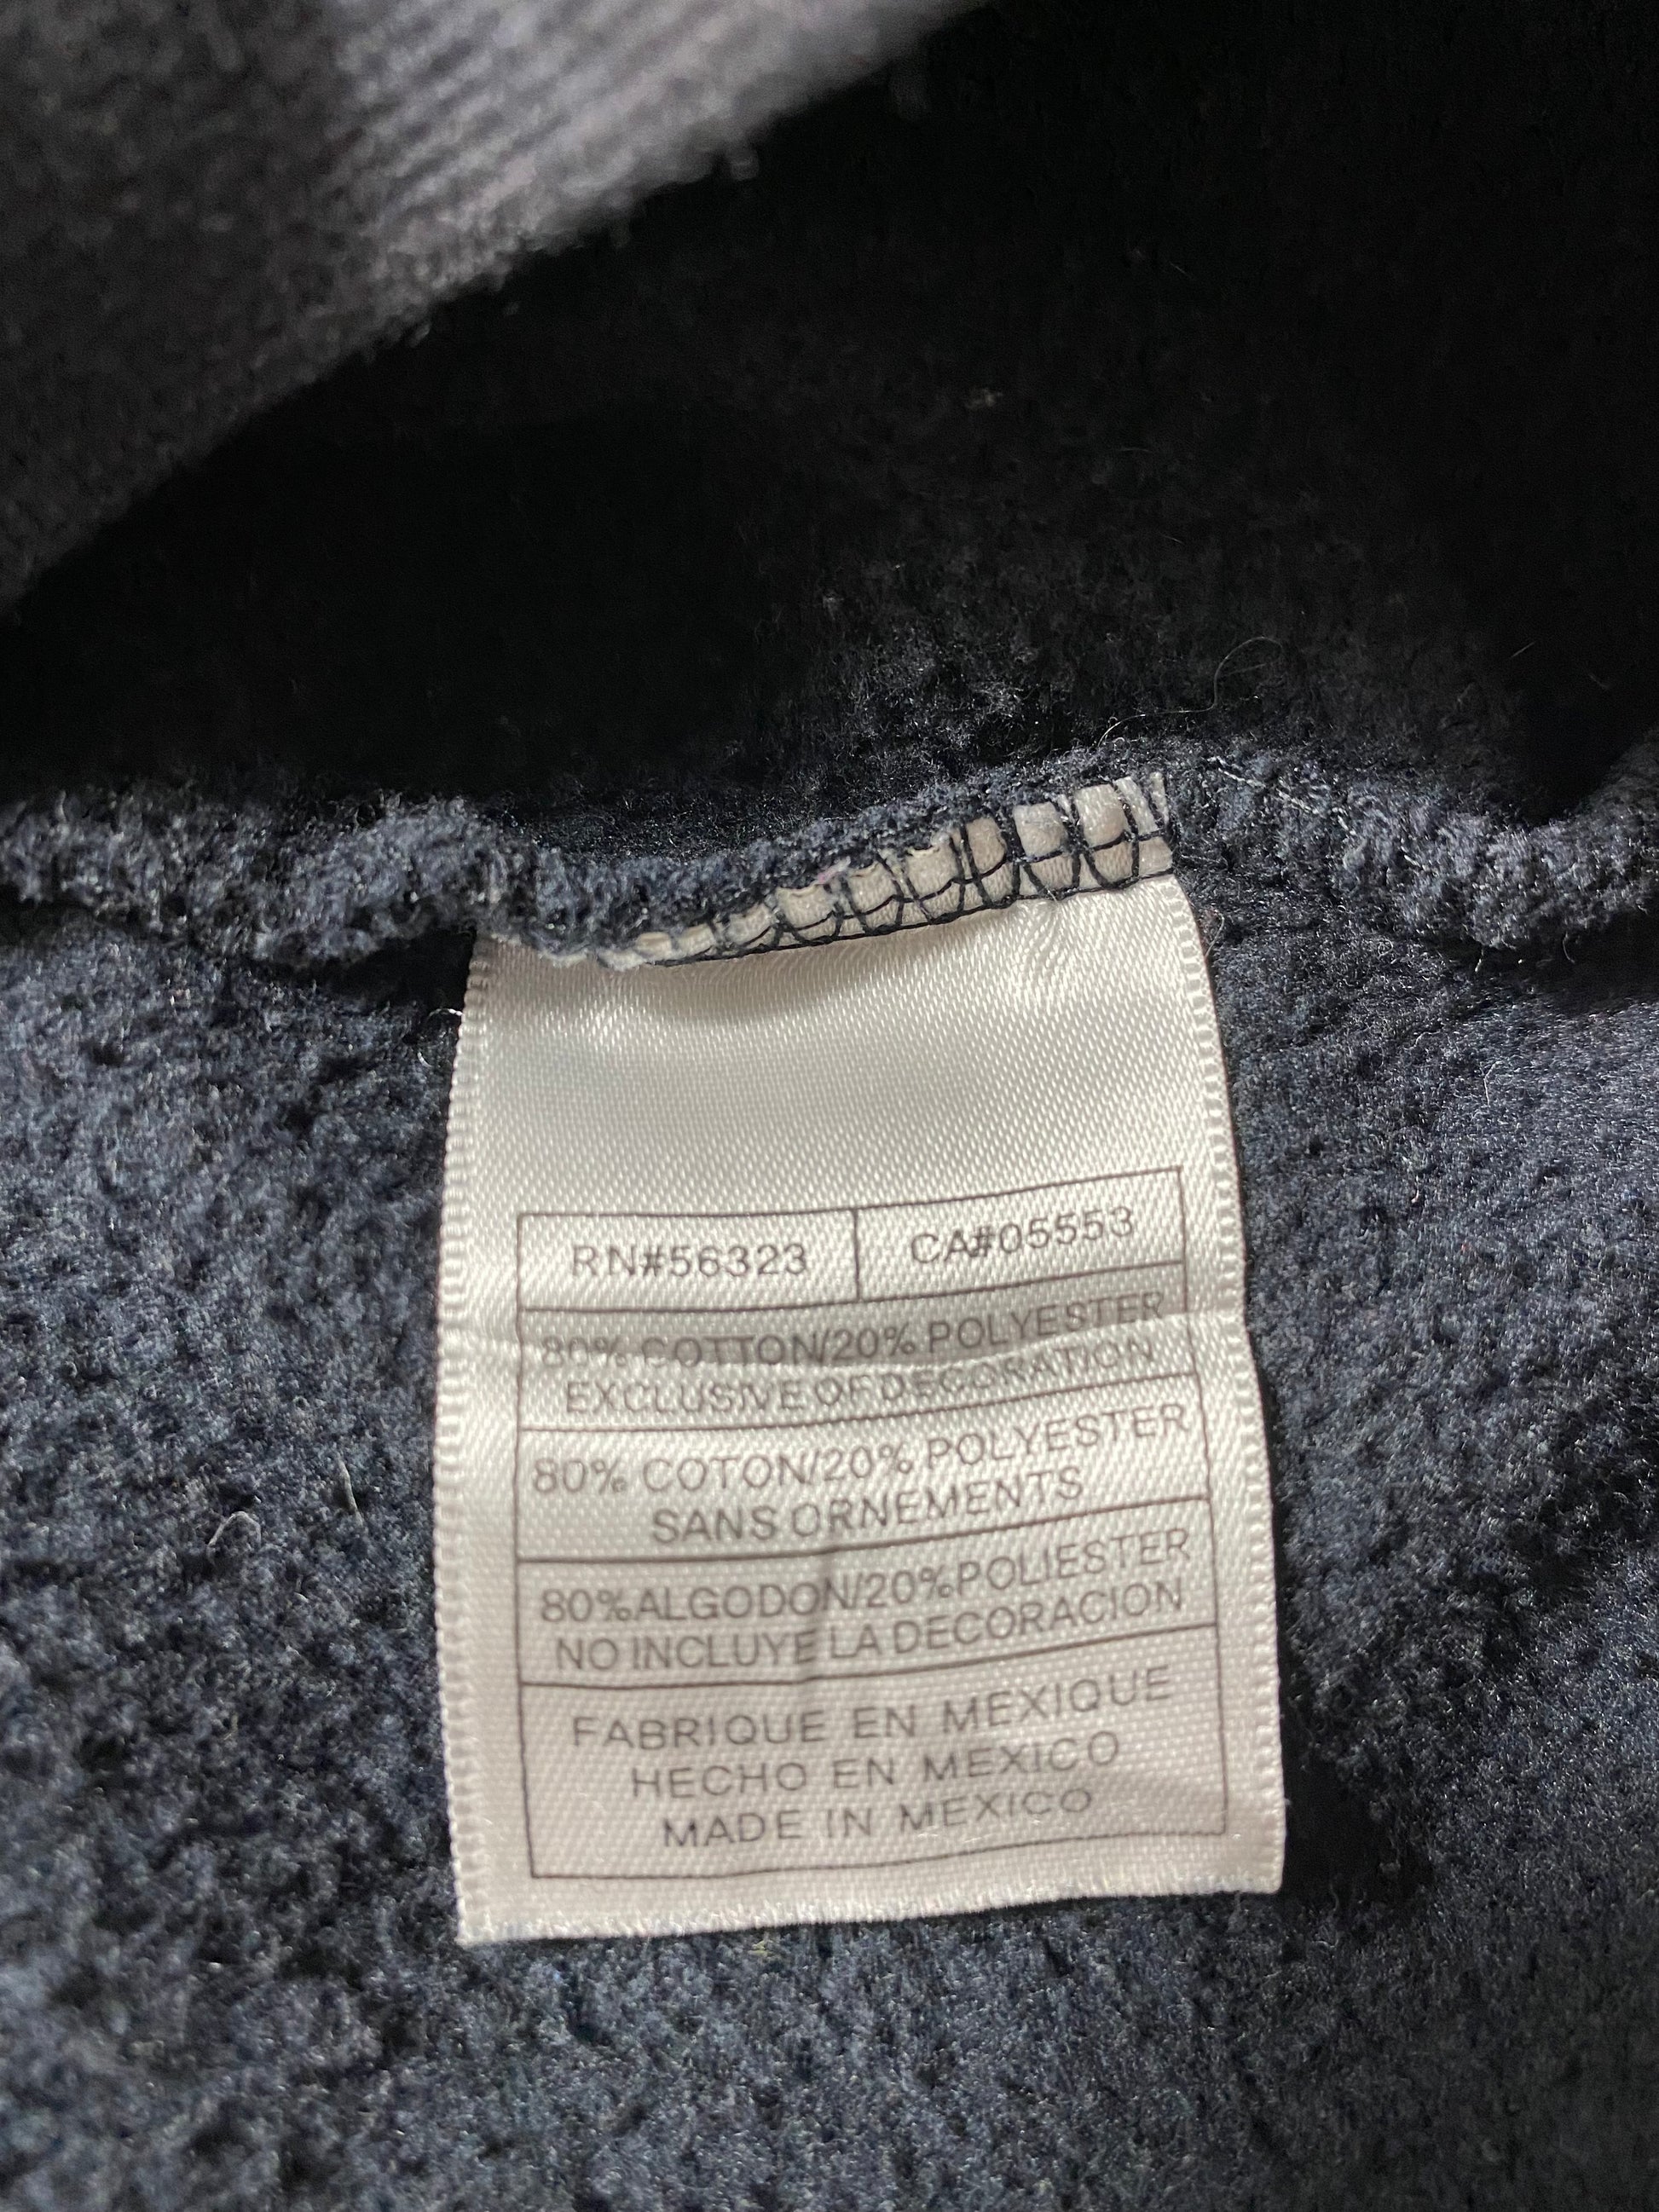 RN#56323 CA#05553
80% COTTON/20% POLYESTER
EXCLUSIVE OF DECORATION
80% COTON/20% POLYESTER
SANS ORNEMENTS
80%ALGODON/20%POLIESTER
NO INCLUYE LA DECORACION
FABRIQUE EN MEXIQUE
HECHO EN MEXICO
MADE IN MEXICO